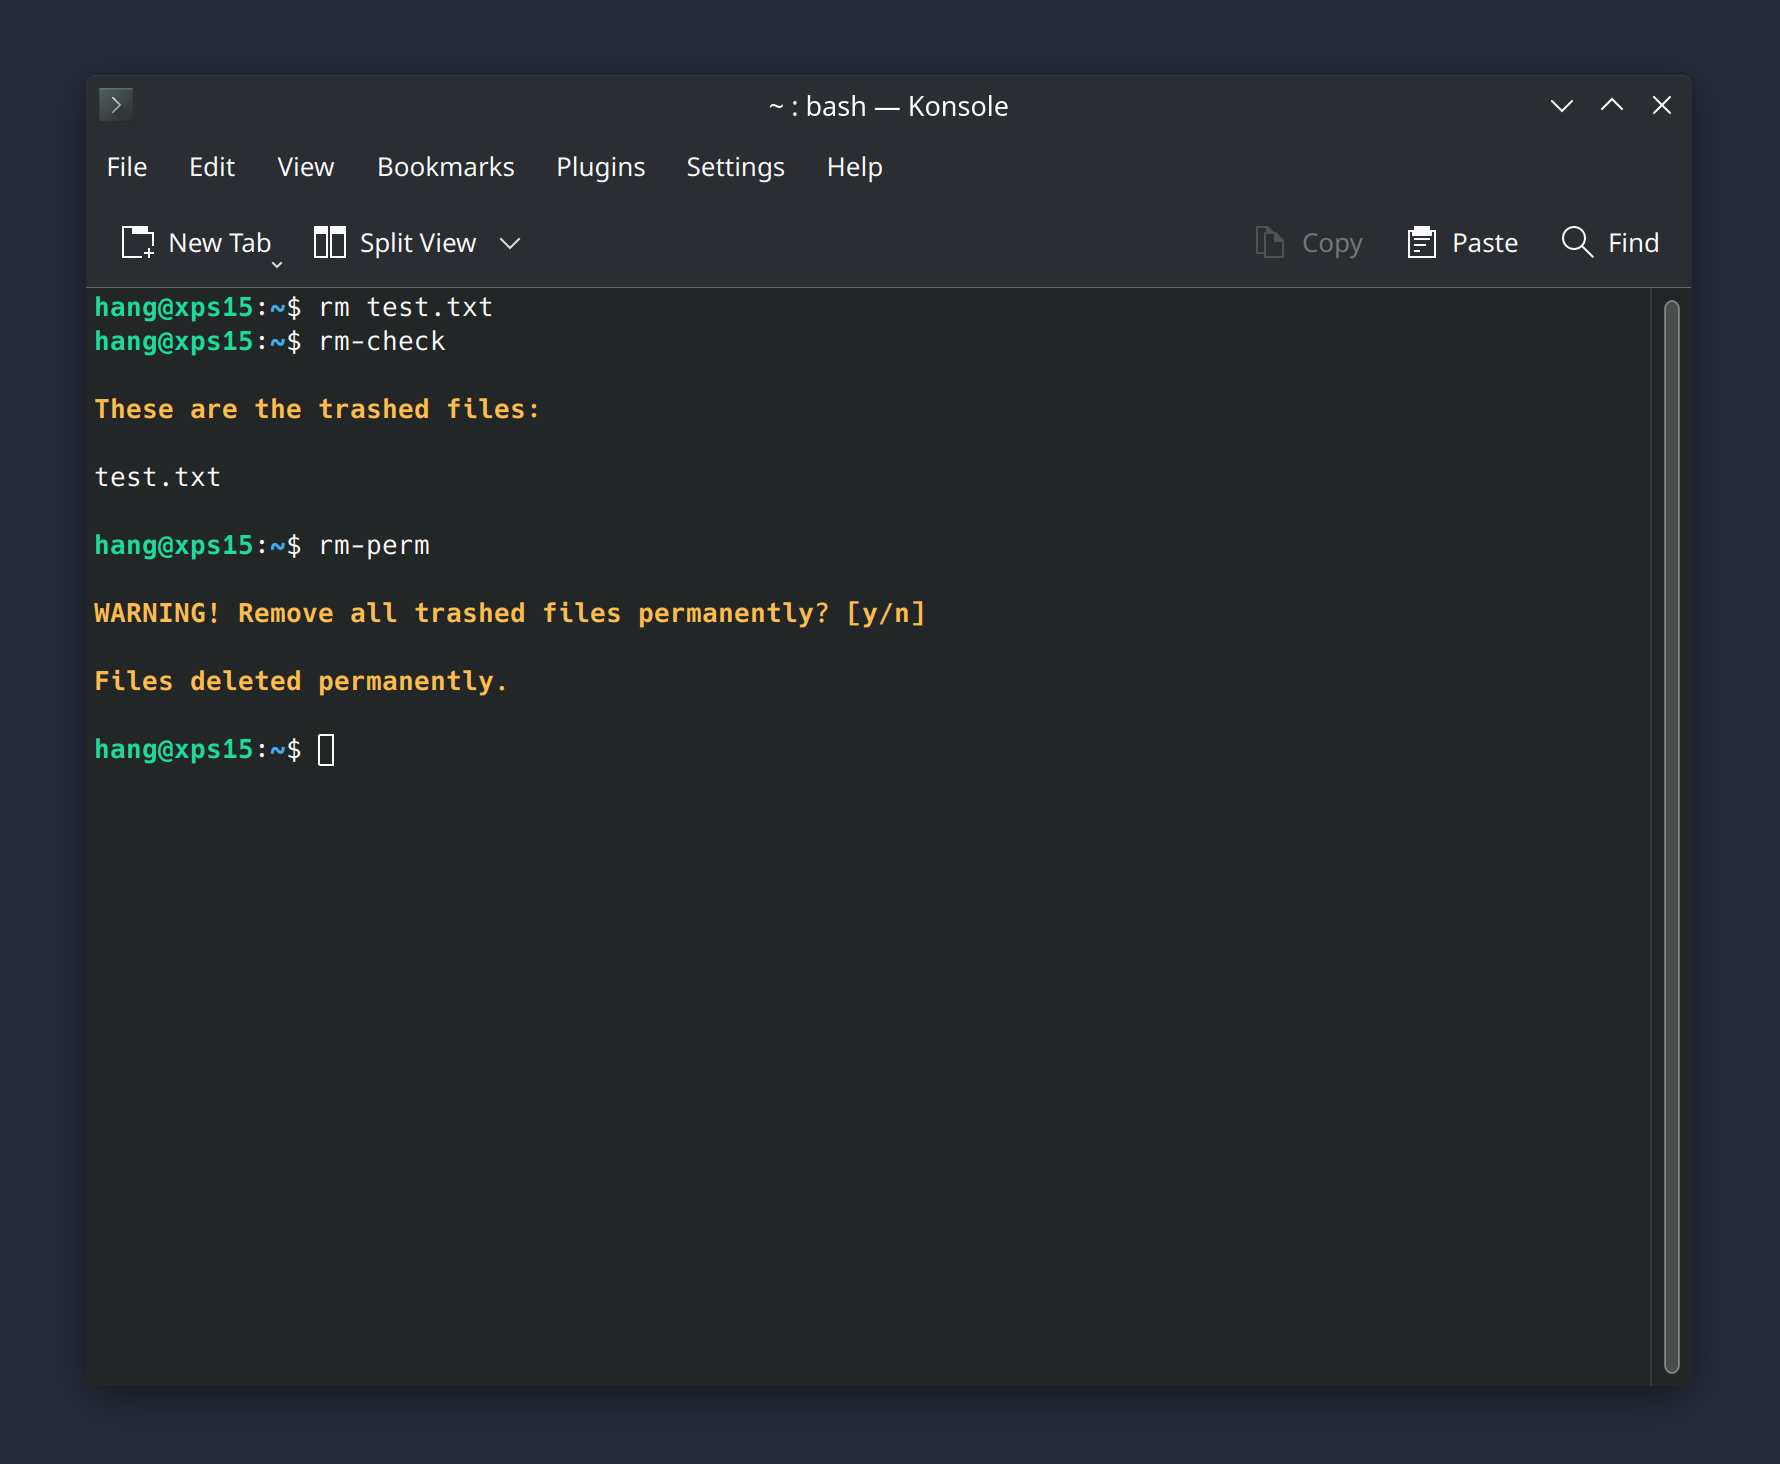 ~ : bash — Konsole
File Edit View Bookmarks Plugins Settings Help
New Tab Split View Copy Paste Find
hang@xps15:~$ rm test.txt
hang@xps15:~$ rm-check
These are the trashed files:
test.txt
hang@xps15:~$ rm-perm
WARNING! Remove all trashed files permanently? [y/n]
Files deleted permanently.
hang@xps15:~$